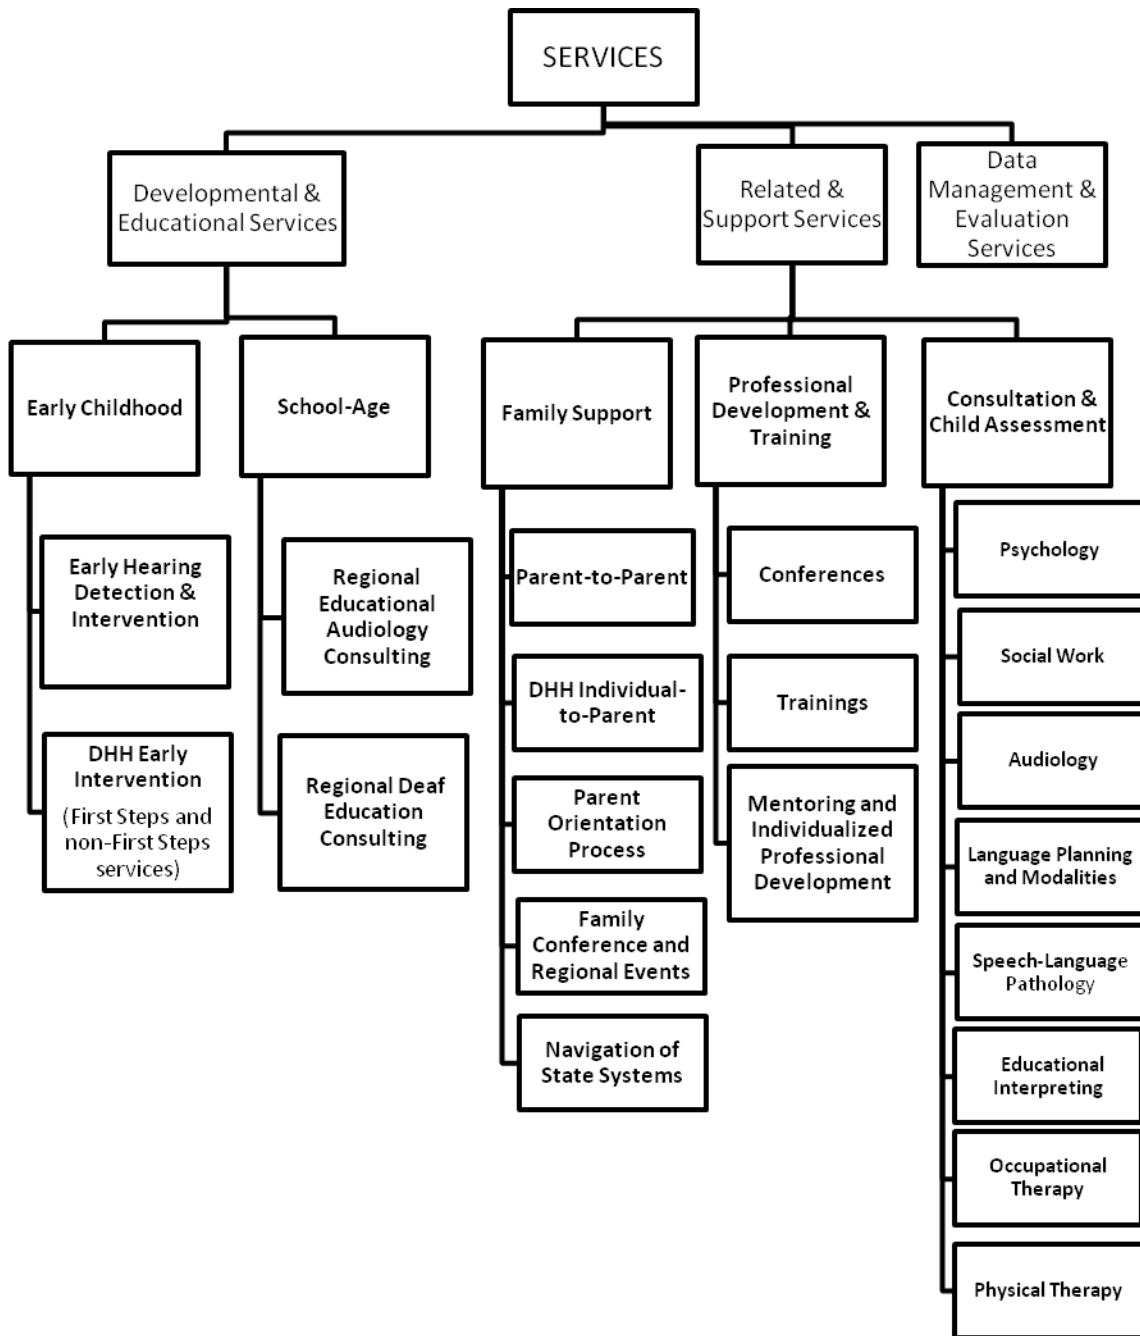 SERVICES
Developmental &
Educational Services
Related &
Support Services
Data
Management &
Evaluation
Services
Early Childhood
School-Age
Family Support
Professional
Development &
Training
Consultation &
Child Assessment
Early Hearing
Detection &
Intervention
DHH Early
Intervention
(First Steps and
non-First Steps
services)
Regional
Educational
Audiology
Consulting
Regional Deaf
Education
Consulting
Parent-to-Parent
DHH Individual-
to-Parent
Parent
Orientation
Process
Family
Conference and
Regional Events
Navigation of
State Systems
Conferences
Trainings
Mentoring and
Individualized
Professional
Development
Psychology
Social Work
Audiology
Language Planning
and Modalities
Speech-Language
Pathology
Educational
Interpreting
Occupational
Therapy
Physical Therapy